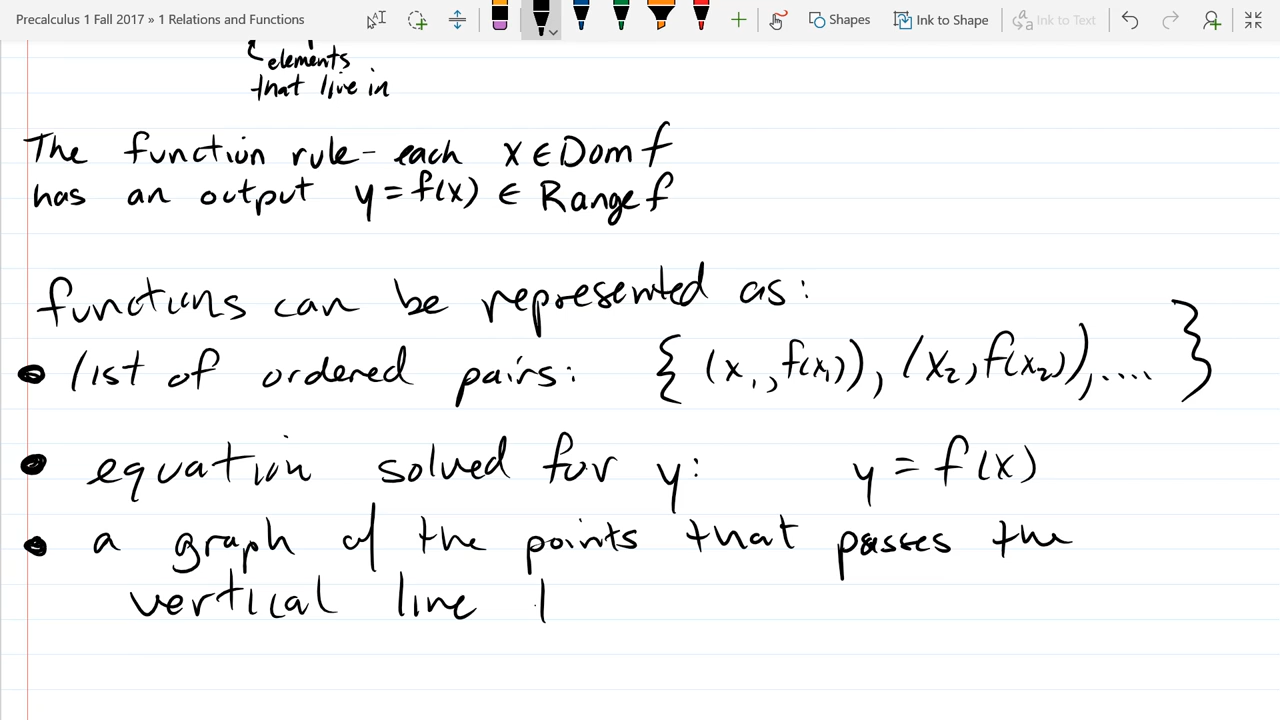 Precalculus 1 Fall 2017 » 1 Relations and Functions Shapes Ink to Shape Ink to Text
elements
that live in
The function rule - each x ∈ Dom f
has an output y = f(x) ∈ Range f
functions can be represented as:
• list of ordered pairs: { (x₁, f(x₁)), (x₂, f(x₂)), .... }
• equation solved for y: y = f(x)
• a graph of the points that passes the
vertical line